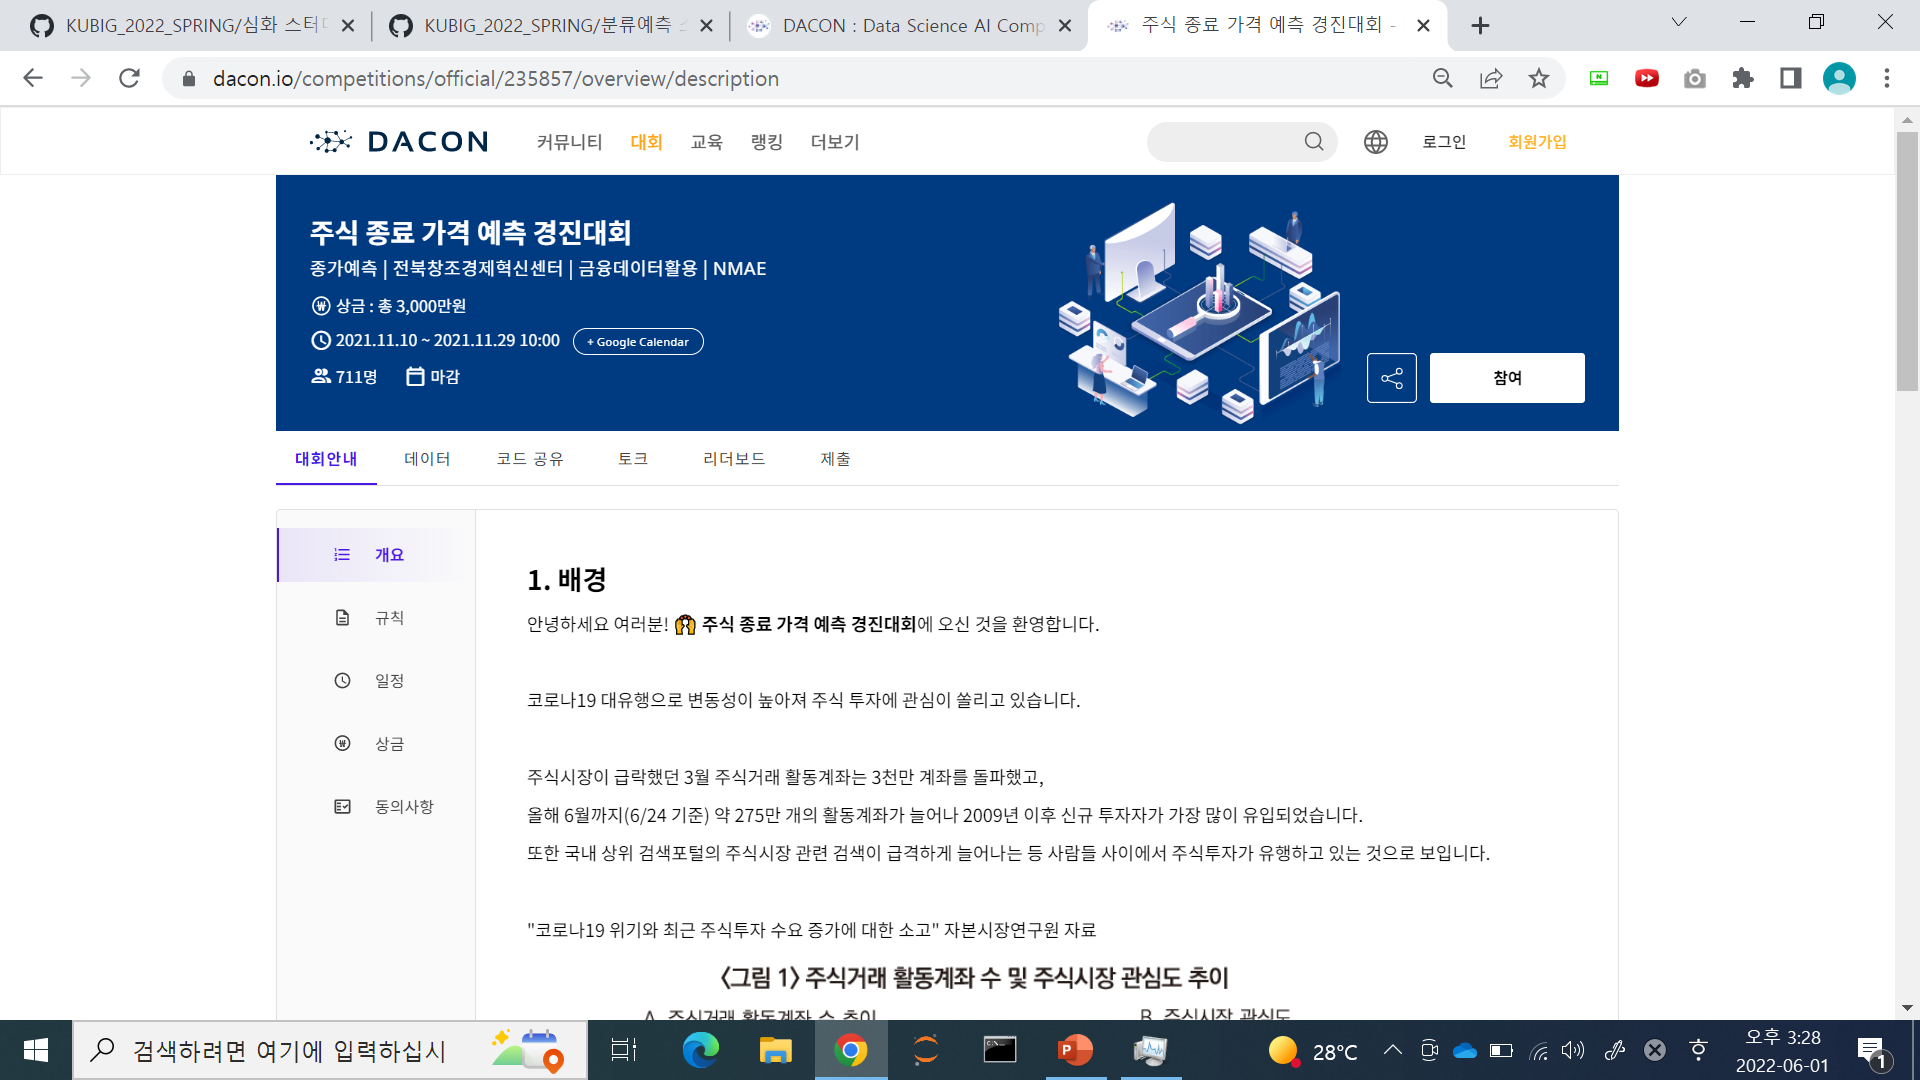 KUBIG_2022_SPRING/심화 스터디
KUBIG_2022_SPRING/분류예측
DACON : Data Science AI Comp
주식 종료 가격 예측 경진대회 -
dacon.io/competitions/official/235857/overview/description
DACON
커뮤니티 대회 교육 랭킹 더보기
로그인 회원가입
주식 종료 가격 예측 경진대회
종가예측 | 전북창조경제혁신센터 | 금융데이터활용 | NMAE
상금 : 총 3,000만원
2021.11.10 ~ 2021.11.29 10:00 + Google Calendar
711명 마감
참여
대회안내 데이터 코드 공유 토크 리더보드 제출
개요
규칙
일정
상금
동의사항
1. 배경
안녕하세요 여러분! 🙌 주식 종료 가격 예측 경진대회에 오신 것을 환영합니다.
코로나19 대유행으로 변동성이 높아져 주식 투자에 관심이 쏠리고 있습니다.
주식시장이 급락했던 3월 주식거래 활동계좌는 3천만 계좌를 돌파했고,
올해 6월까지(6/24 기준) 약 275만 개의 활동계좌가 늘어나 2009년 이후 신규 투자자가 가장 많이 유입되었습니다.
또한 국내 상위 검색포털의 주식시장 관련 검색이 급격하게 늘어나는 등 사람들 사이에서 주식투자가 유행하고 있는 것으로 보입니다.
"코로나19 위기와 최근 주식투자 수요 증가에 대한 소고" 자본시장연구원 자료
<그림 1> 주식거래 활동계좌 수 및 주식시장 관심도 추이
A. 주식거래 활동계좌 수 추이 B. 주식시장 관심도
검색하려면 여기에 입력하십시
28°C
오후 3:28
2022-06-01
1